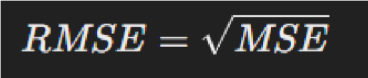 RMSE = √MSE